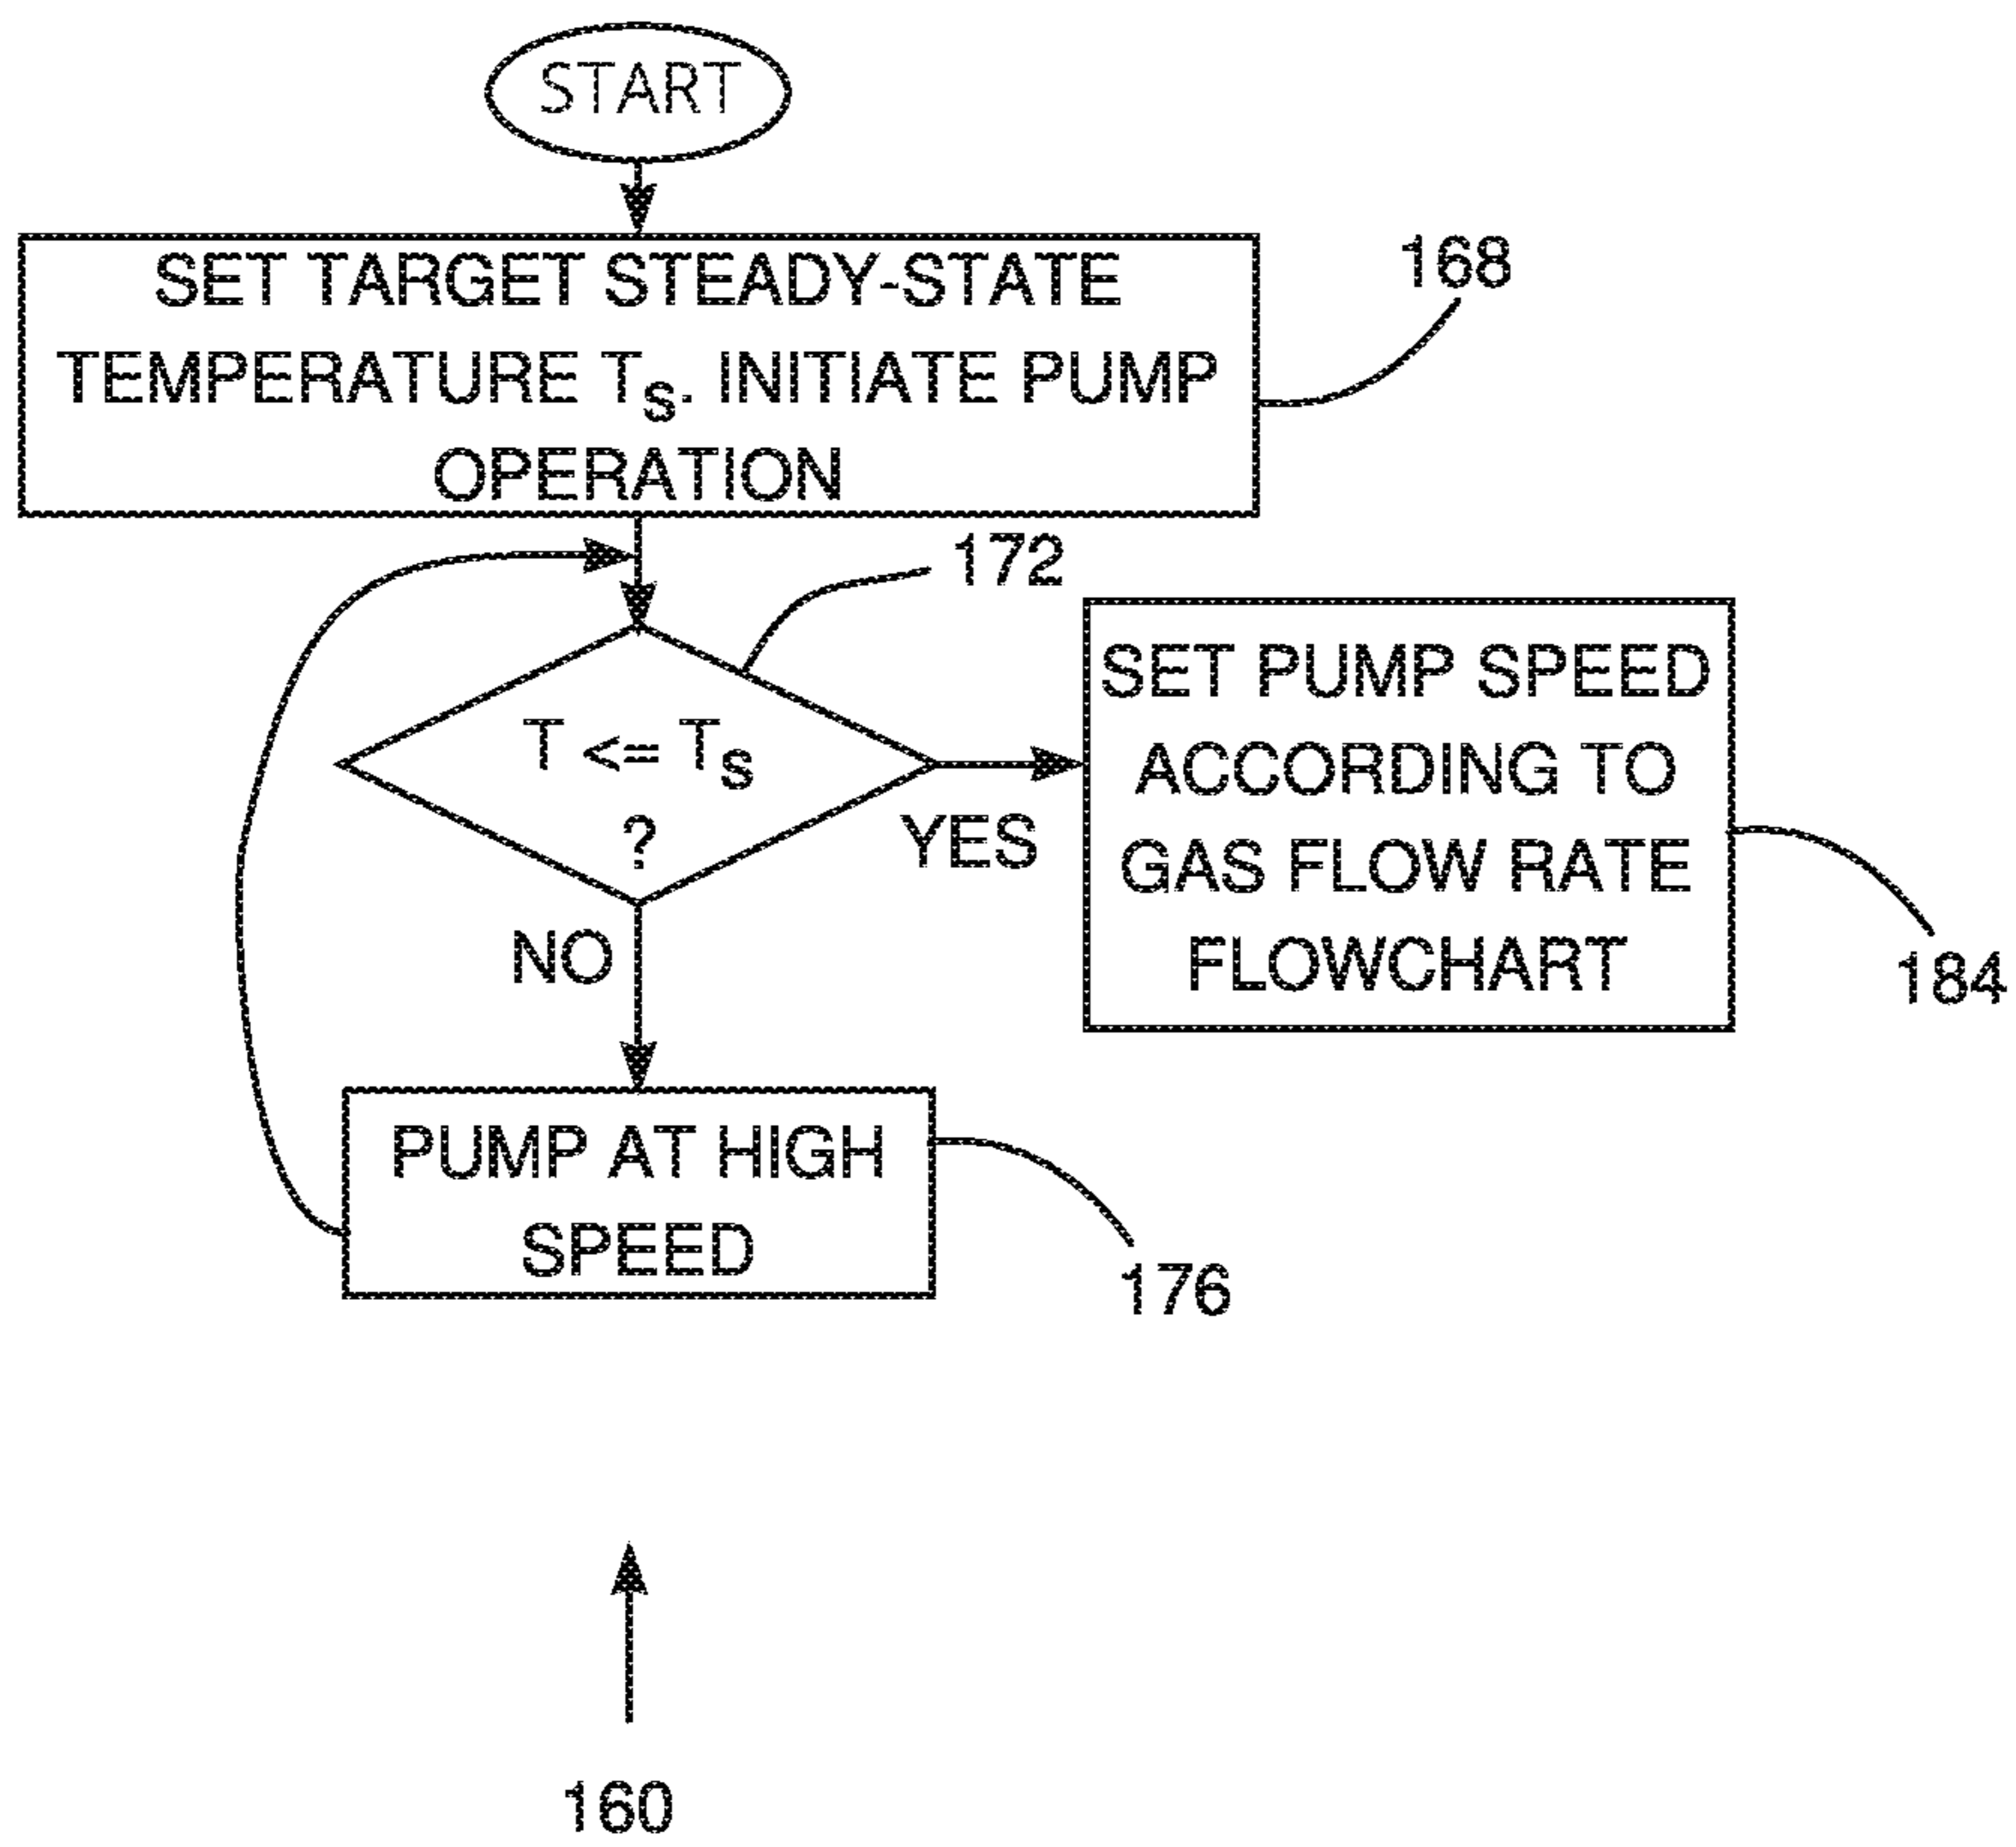 START
SET TARGET STEADY-STATE
TEMPERATURE Ts. INITIATE PUMP
OPERATION
168
172
T <= Ts
?
YES
NO
SET PUMP SPEED
ACCORDING TO
GAS FLOW RATE
FLOWCHART
184
PUMP AT HIGH
SPEED
176
160